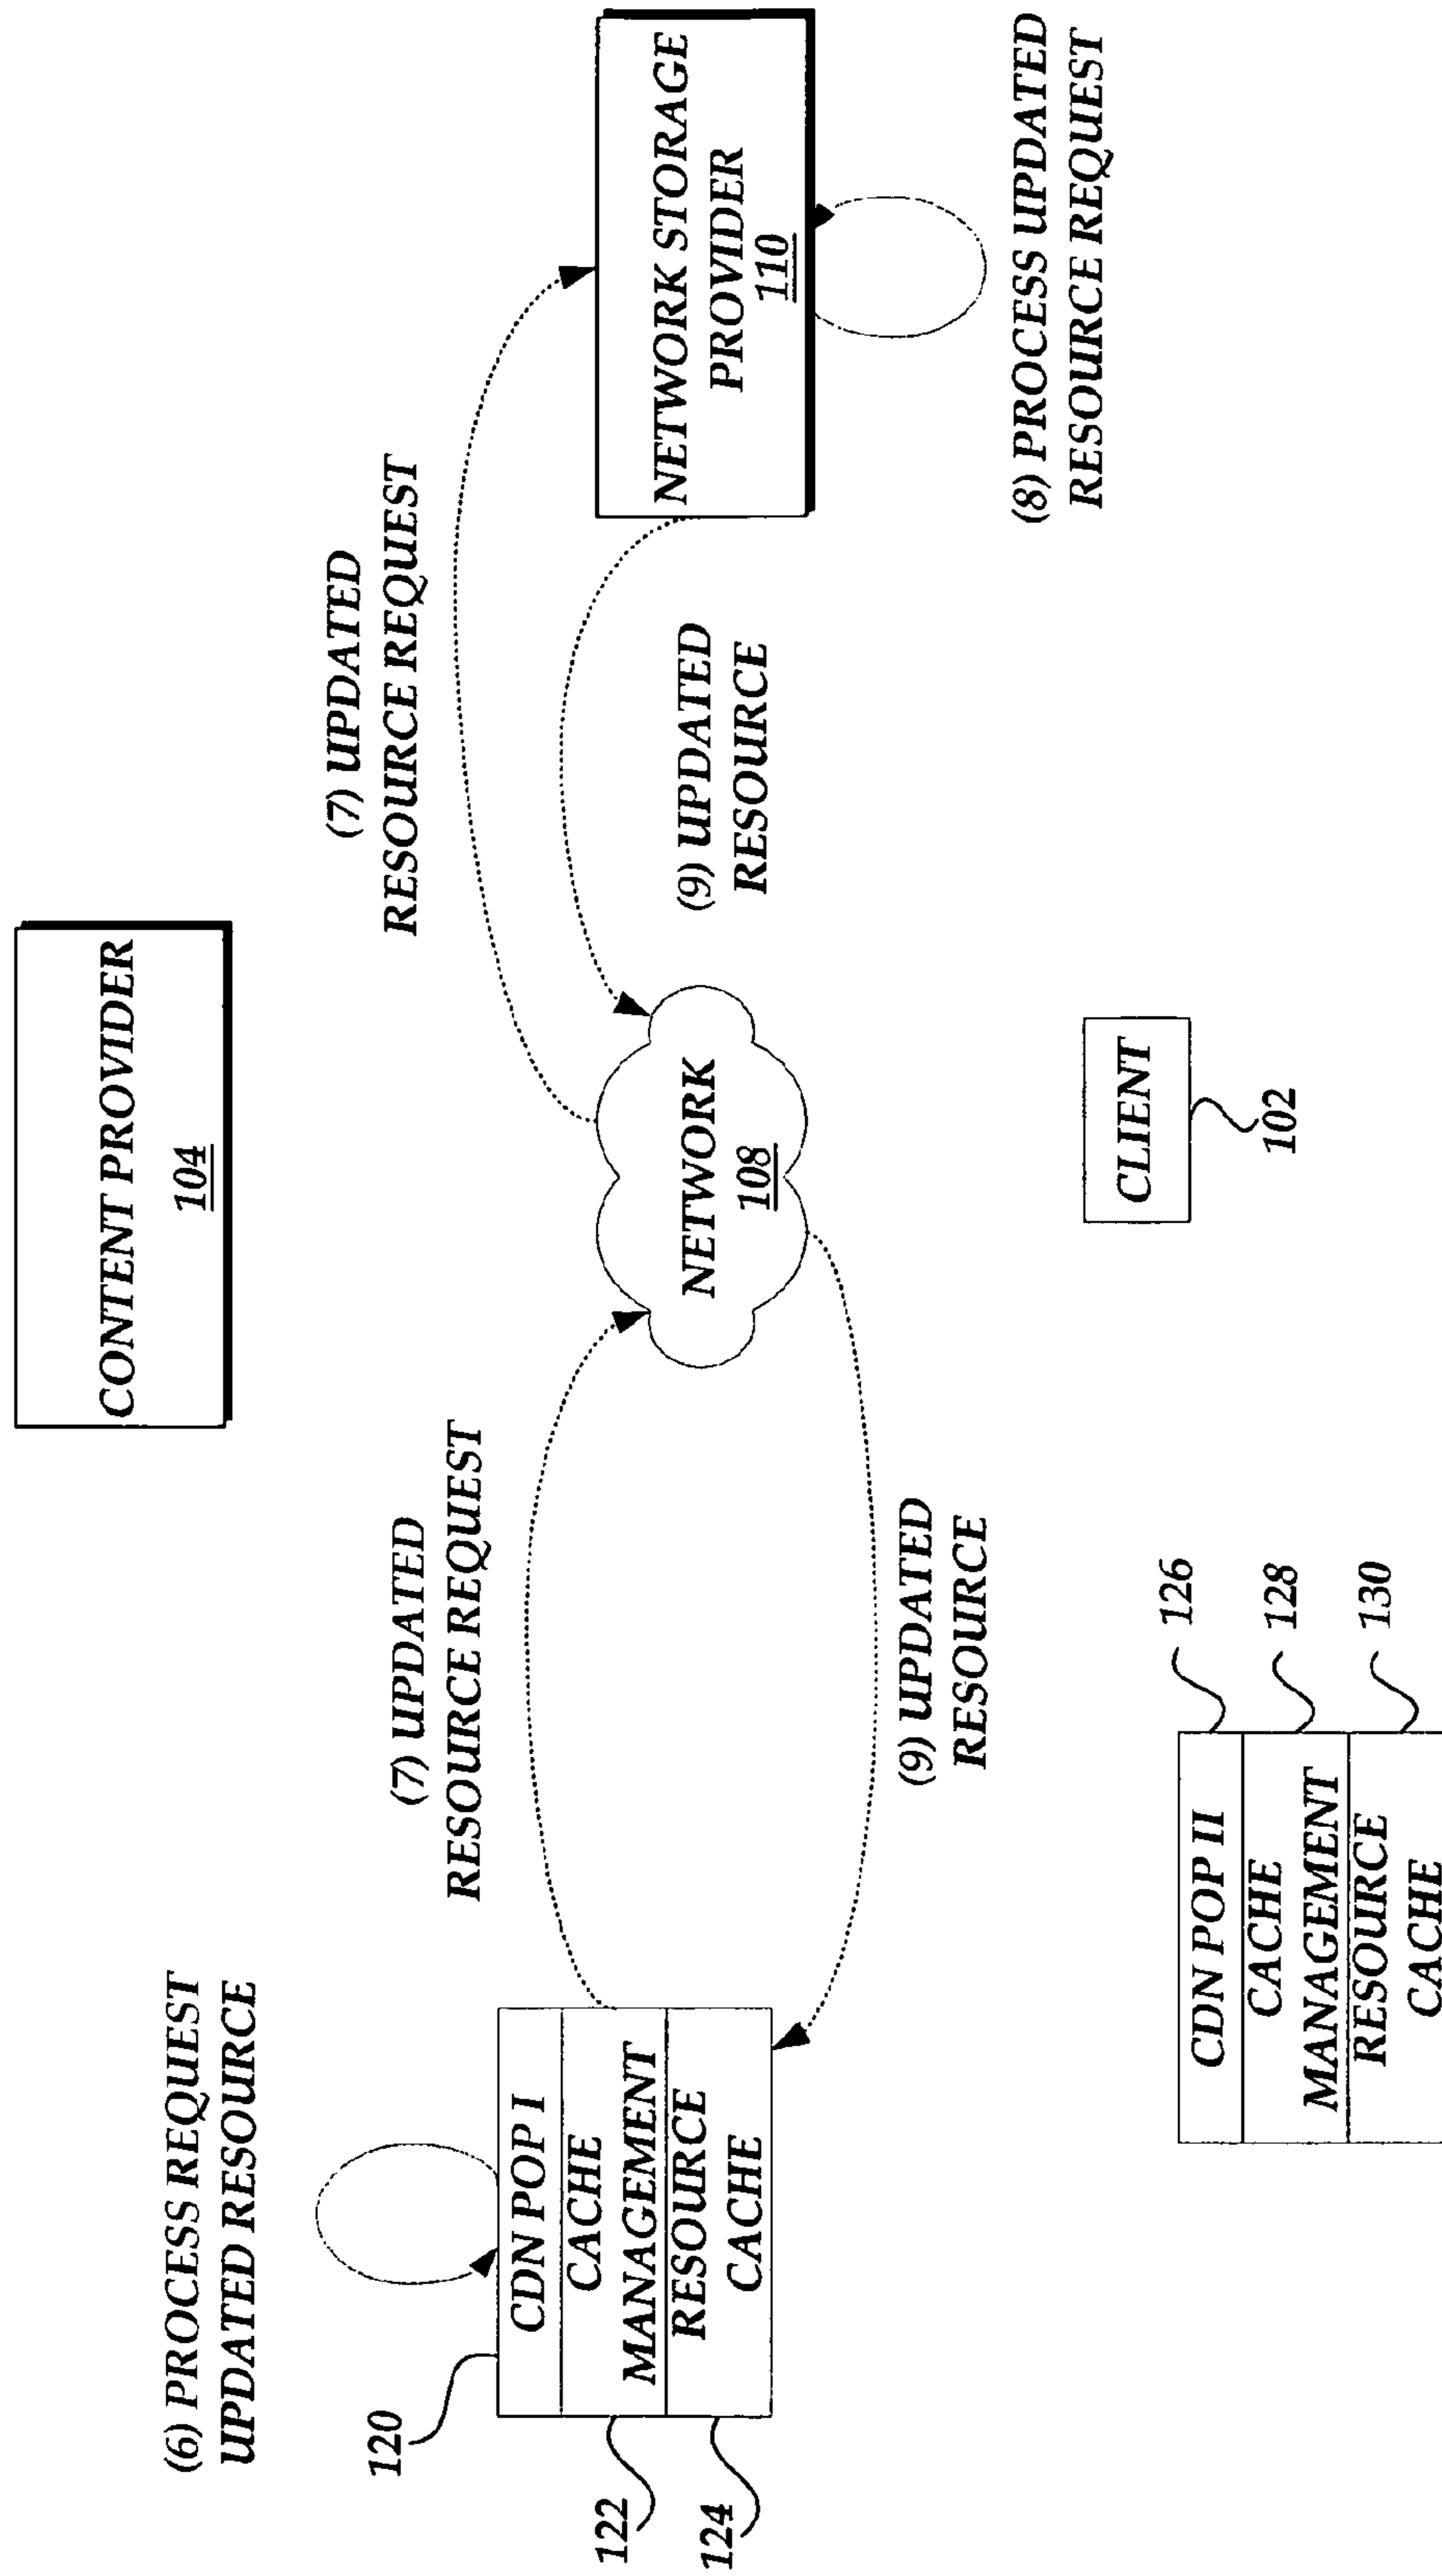 CONTENT PROVIDER
104
(6) PROCESS REQUEST
UPDATED RESOURCE
(7) UPDATED
RESOURCE REQUEST
(7) UPDATED
RESOURCE REQUEST
120
CDN POP I
CACHE
MANAGEMENT
RESOURCE
CACHE
122
124
NETWORK
108
NETWORK STORAGE
PROVIDER
110
(9) UPDATED
RESOURCE
(9) UPDATED
RESOURCE
(8) PROCESS UPDATED
RESOURCE REQUEST
CLIENT
102
CDN POP II
CACHE
MANAGEMENT
RESOURCE
CACHE
126
128
130